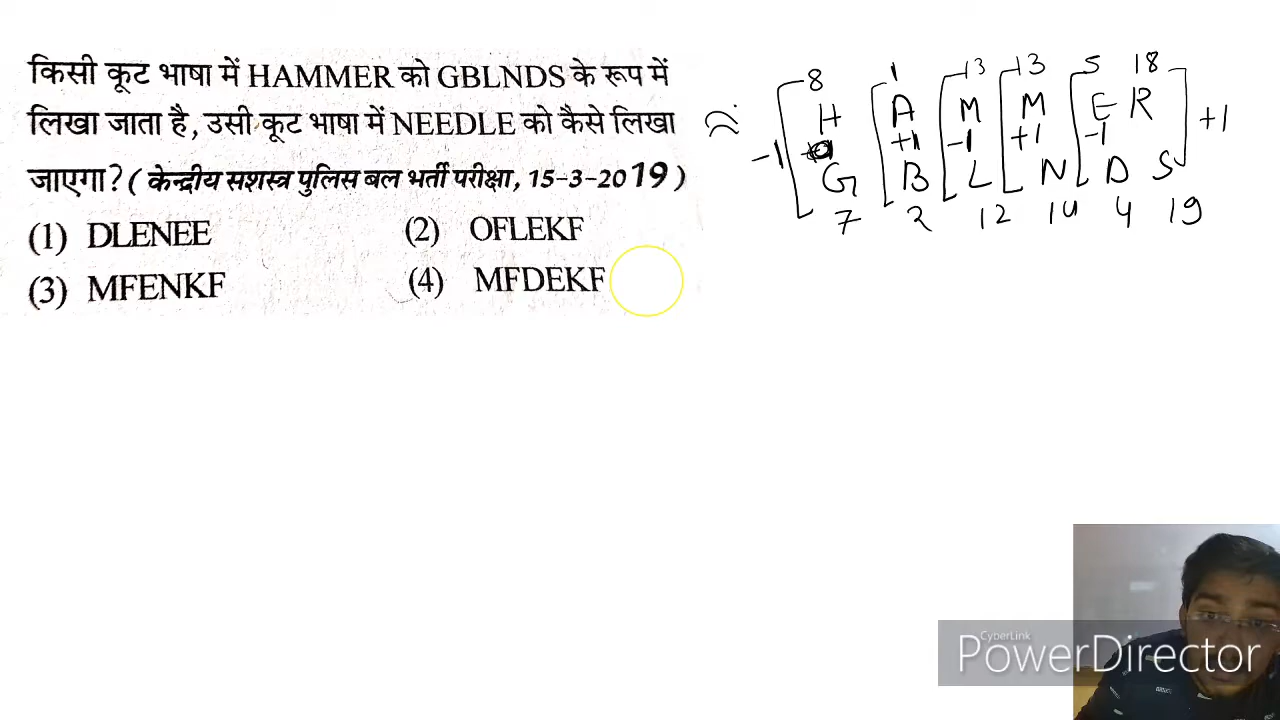 किसी कूट भाषा में HAMMER को GBLNDS के रूप में
लिखा जाता है, उसी कूट भाषा में NEEDLE को कैसे लिखा
जाएगा? ( केन्द्रीय सशस्त्र पुलिस बल भर्ती परीक्षा, 15-3-2019 )
(1) DLENEE (2) OFLEKF
(3) MFENKF (4) MFDEKF
8 1 13 13 5 18
H A M M E R
-1 +1 -1 +1 -1 +1
G B L N D S
7 2 12 14 4 19
CyberLink
PowerDirector